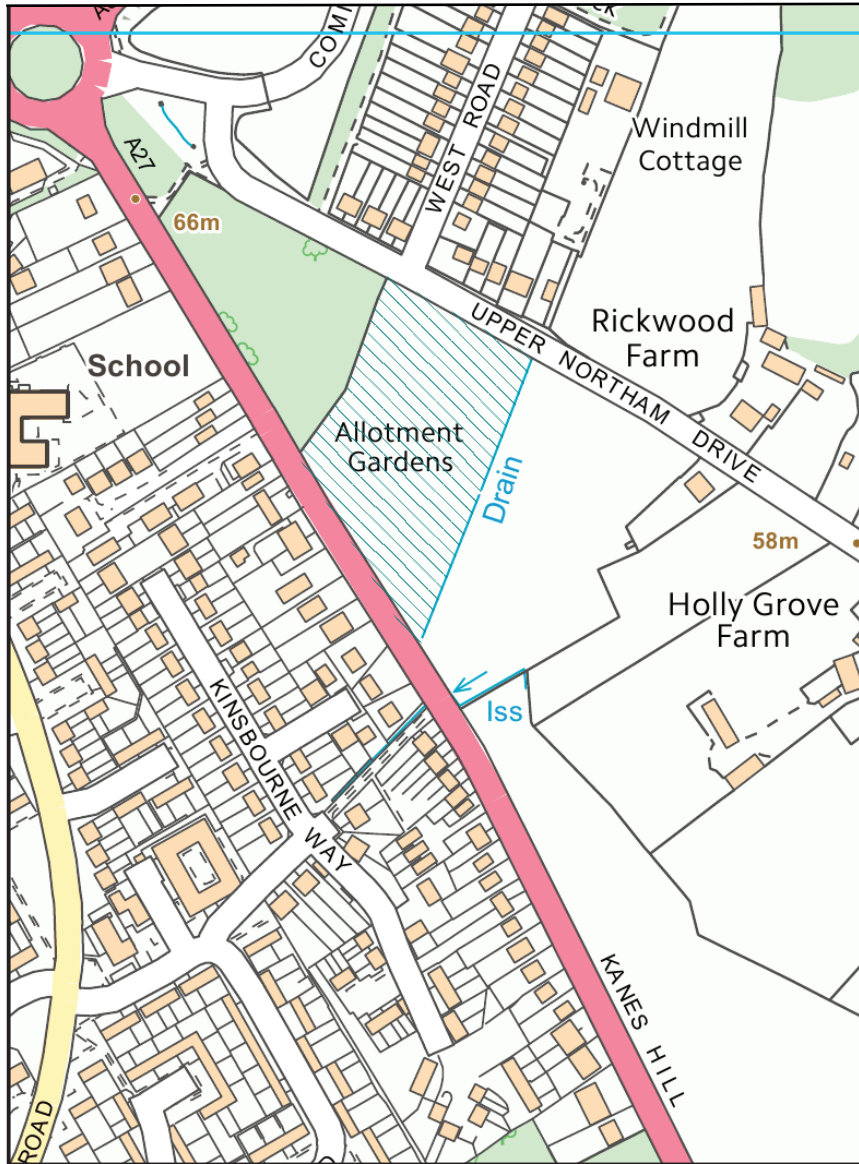 COMI
WEST ROAD
Windmill
Cottage
A27
66m
UPPER NORTHAM DRIVE
Rickwood
Farm
School
Allotment
Gardens
Drain
58m
Holly Grove
Farm
KINSBOURNE WAY
Iss
KANES HILL
ROAD